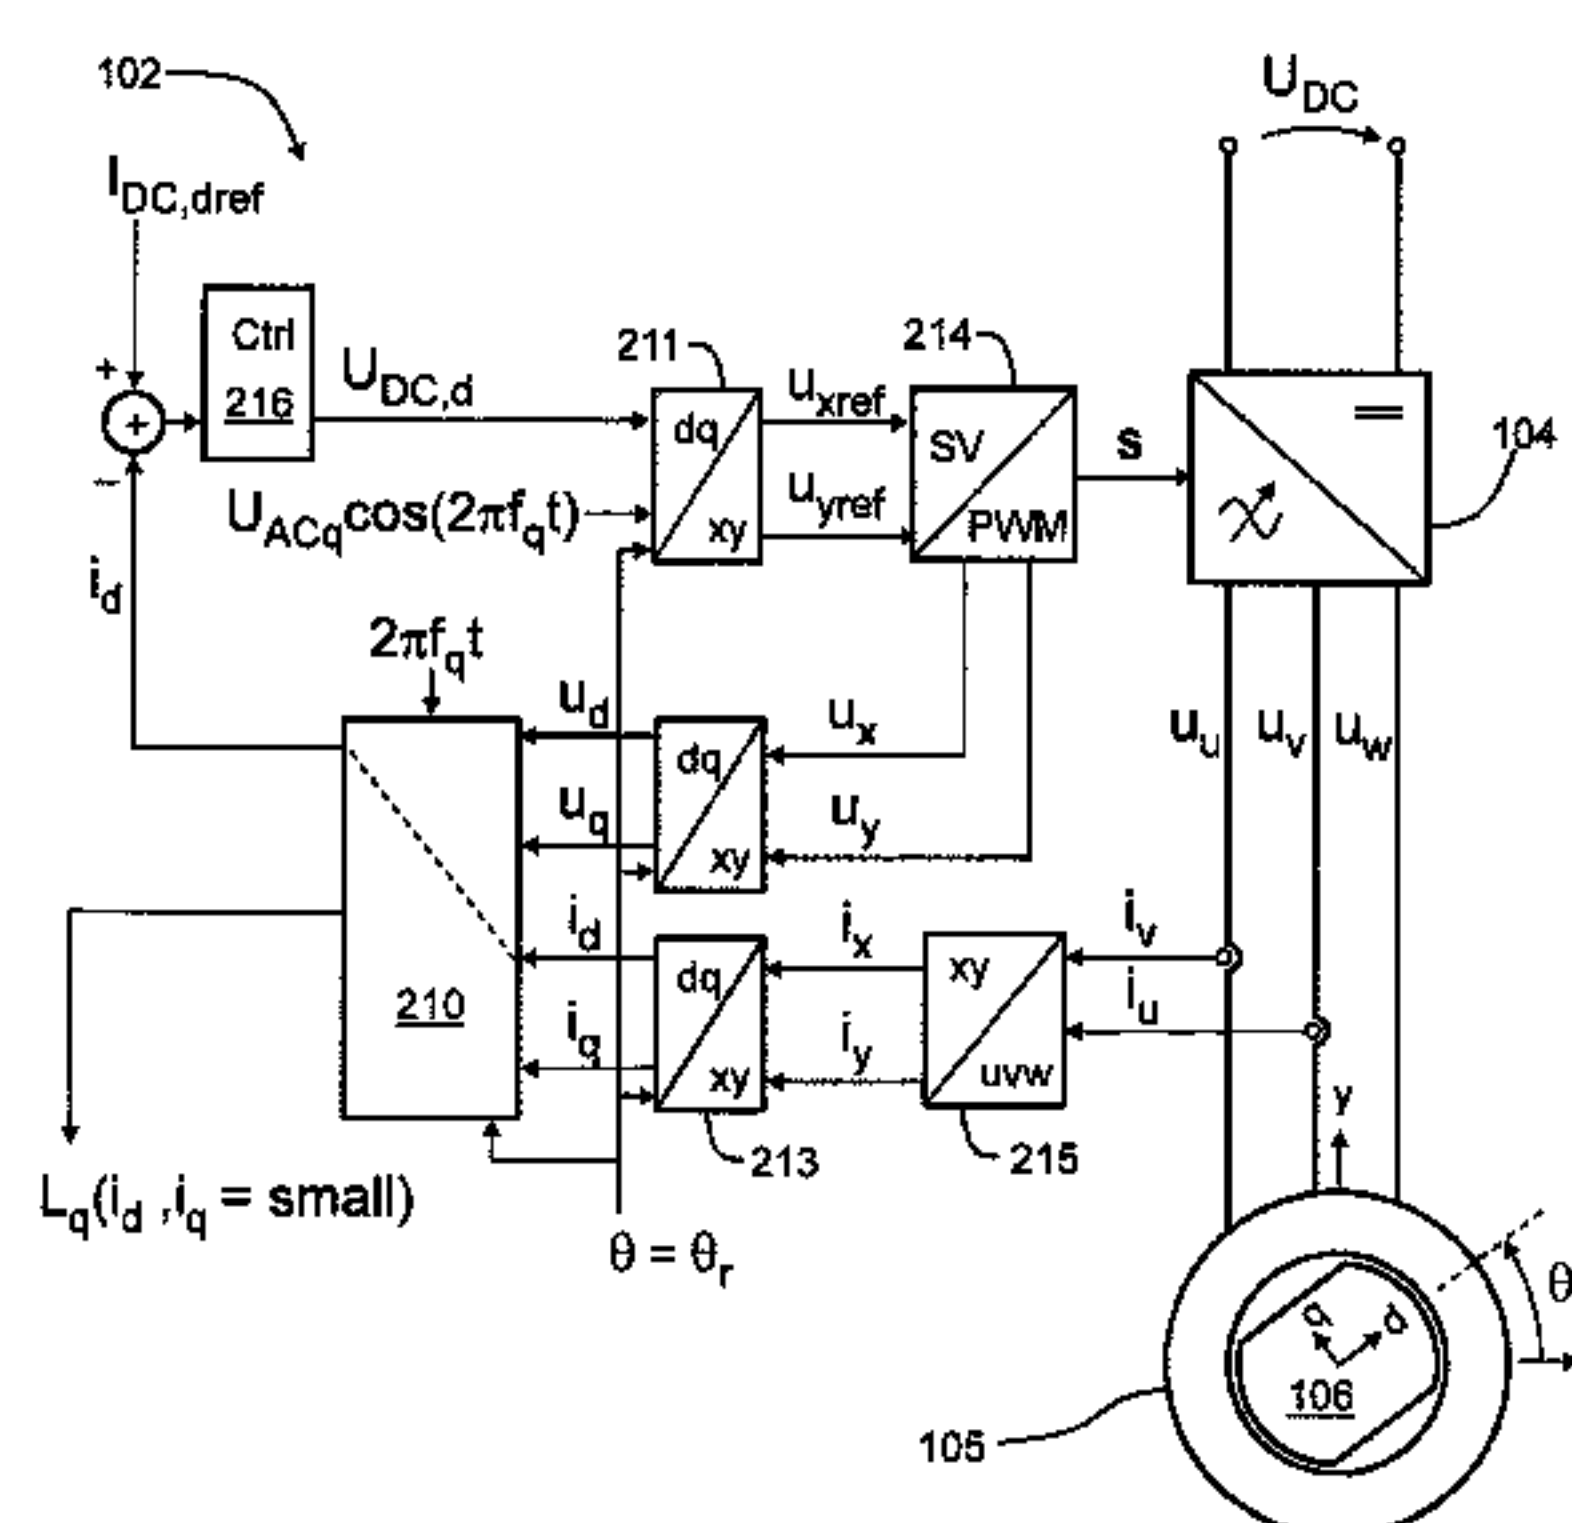 102
U_DC
I_DC,dref
Ctrl
216
+
+
−
U_DC,d
211
214
u_xref
u_yref
dq
xy
SV
PWM
s
104
U_ACq cos(2πf_q t)
i_d
2πf_q t
u_d
u_q
dq
xy
u_x
u_y
u_u
u_v
u_w
i_d
i_q
dq
xy
i_x
i_y
xy
uvw
i_v
i_u
210
213
215
y
L_q(i_d ,i_q = small)
θ = θ_r
θ
q
d
106
105